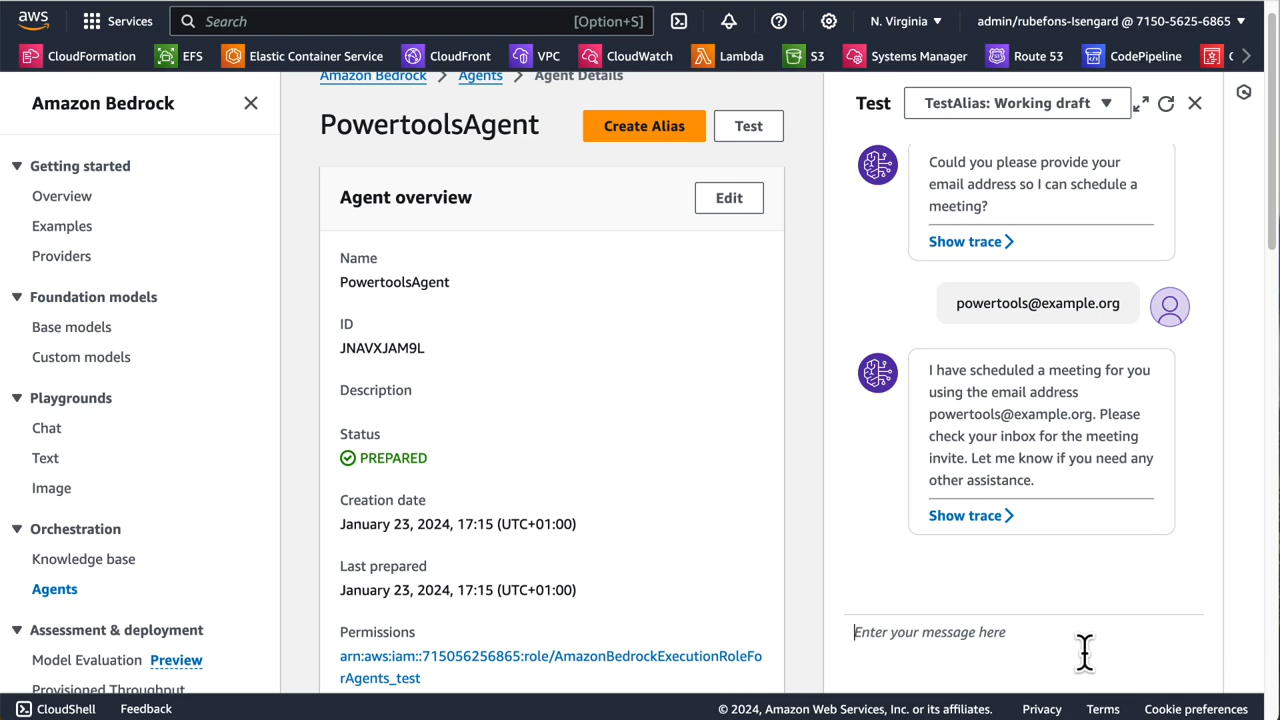 aws
Services
Search
[Option+S]
N. Virginia
admin/rubefons-Isengard @ 7150-5625-6865
CloudFormation
EFS
Elastic Container Service
CloudFront
VPC
CloudWatch
Lambda
S3
Systems Manager
Route 53
CodePipeline
Amazon Bedrock
Getting started
Overview
Examples
Providers
Foundation models
Base models
Custom models
Playgrounds
Chat
Text
Image
Orchestration
Knowledge base
Agents
Assessment & deployment
Model Evaluation Preview
Provisioned Throughput
Amazon Bedrock
Agents
Agent Details
PowertoolsAgent
Create Alias
Test
Agent overview
Edit
Name
PowertoolsAgent
ID
JNAVXJAM9L
Description
Status
PREPARED
Creation date
January 23, 2024, 17:15 (UTC+01:00)
Last prepared
January 23, 2024, 17:15 (UTC+01:00)
Permissions
arn:aws:iam::715056256865:role/AmazonBedrockExecutionRoleFo
rAgents_test
Test
TestAlias: Working draft
Could you please provide your
email address so I can schedule a
meeting?
Show trace
powertools@example.org
I have scheduled a meeting for you
using the email address
powertools@example.org. Please
check your inbox for the meeting
invite. Let me know if you need any
other assistance.
Show trace
Enter your message here
CloudShell
Feedback
© 2024, Amazon Web Services, Inc. or its affiliates.
Privacy
Terms
Cookie preferences